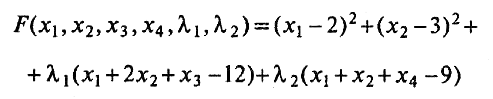 F(x₁, x₂, x₃, x₄, λ₁, λ₂)=(x₁−2)²+(x₂−3)²+
+λ₁(x₁+2x₂+x₃−12)+λ₂(x₁+x₂+x₄−9)